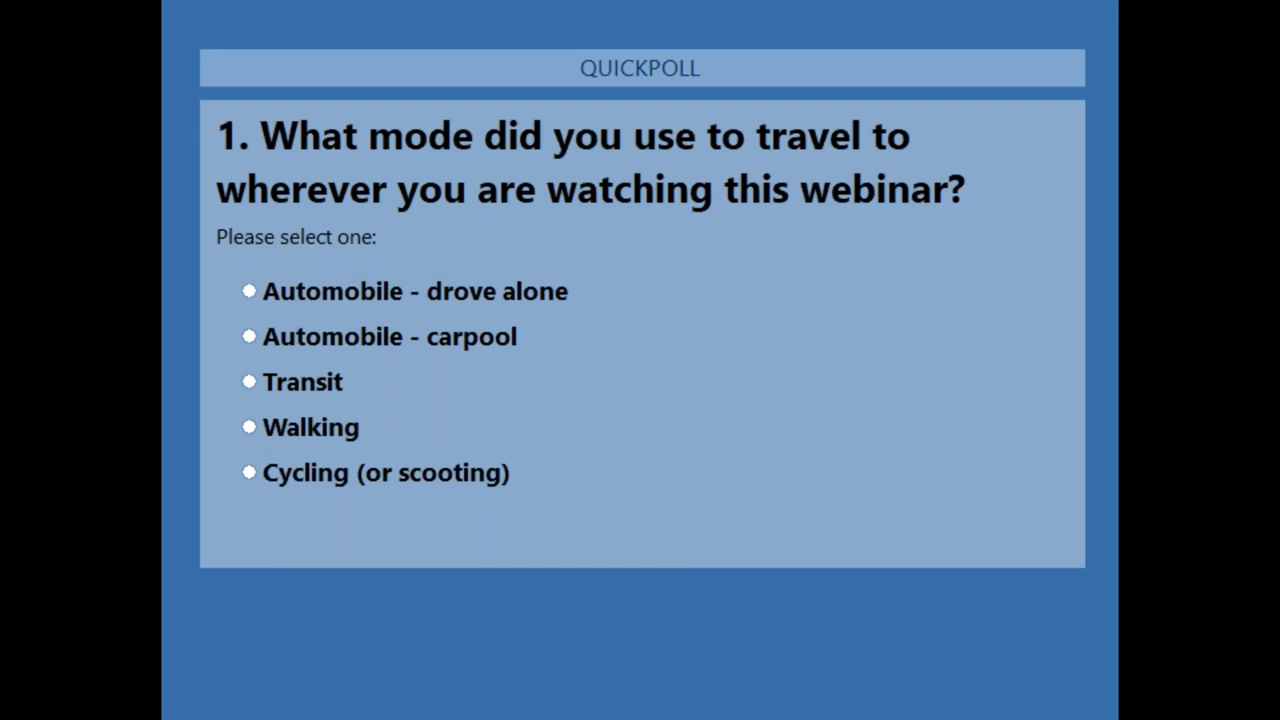 QUICKPOLL
1. What mode did you use to travel to
wherever you are watching this webinar?
Please select one:
Automobile - drove alone
Automobile - carpool
Transit
Walking
Cycling (or scooting)